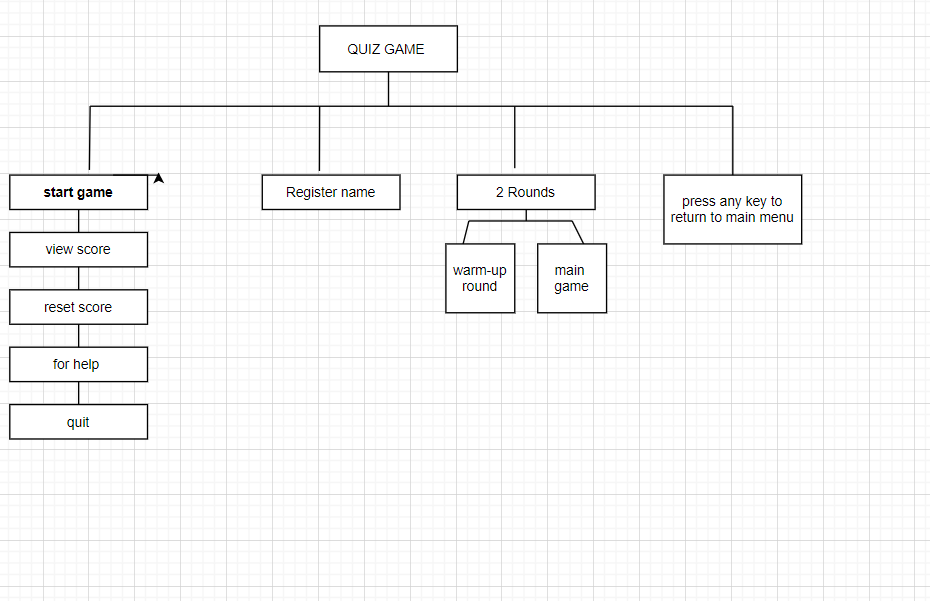 QUIZ GAME
start game
Register name
2 Rounds
press any key to
return to main menu
view score
warm-up
round
main
game
reset score
for help
quit